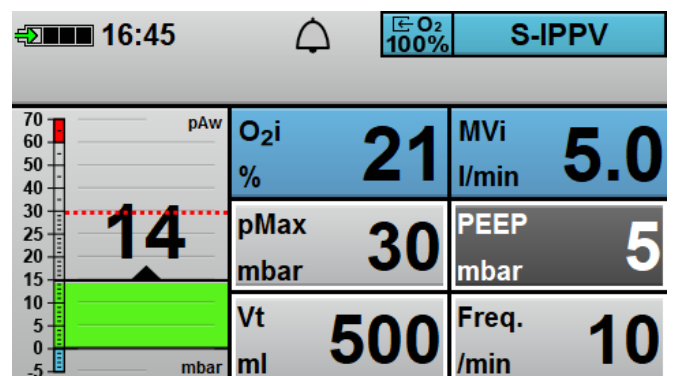 16:45
O₂
100%
S-IPPV
pAw
70
60
50
40
30
25
20
15
10
5
0
-5
14
mbar
O₂i
%
21
MVi
l/min
5.0
pMax
mbar
30
PEEP
mbar
5
Vt
ml
500
Freq.
/min
10